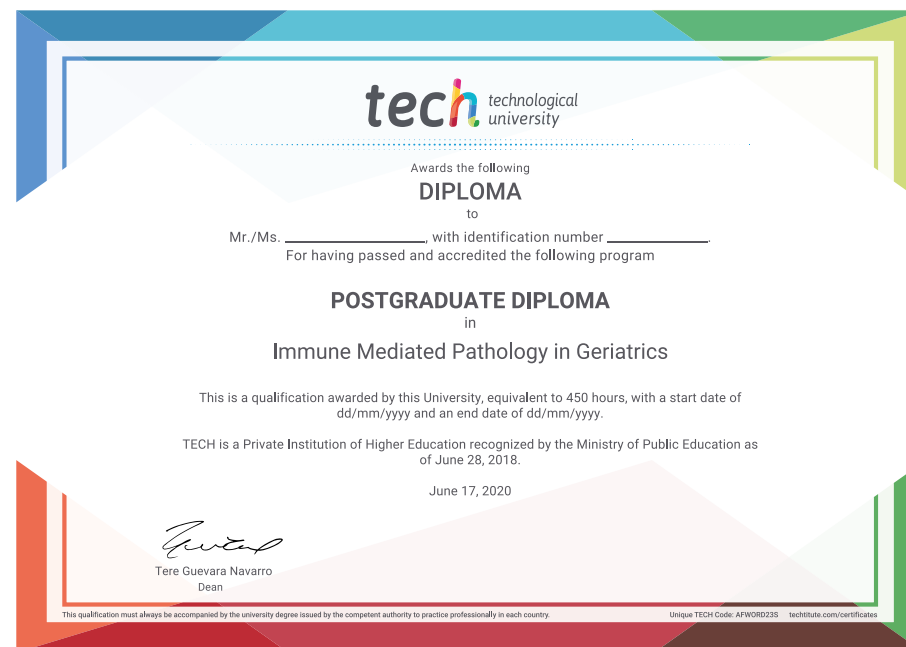 tech technological
university
Awards the following
DIPLOMA
to
Mr./Ms. ____________________, with identification number ______________.
For having passed and accredited the following program
POSTGRADUATE DIPLOMA
in
Immune Mediated Pathology in Geriatrics
This is a qualification awarded by this University, equivalent to 450 hours, with a start date of
dd/mm/yyyy and an end date of dd/mm/yyyy.
TECH is a Private Institution of Higher Education recognized by the Ministry of Public Education as
of June 28, 2018.
June 17, 2020
Tere Guevara Navarro
Dean
This qualification must always be accompanied by the university degree issued by the competent authority to practice professionally in each country.
Unique TECH Code: AFWORD23S techtitute.com/certificates